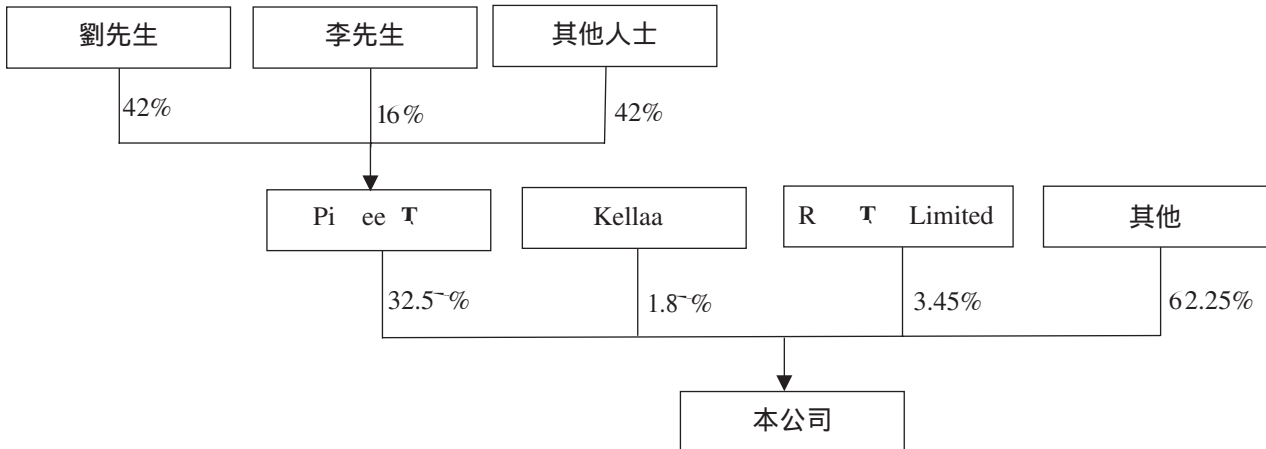 劉先生 李先生 其他人士
42% 16% 42%
Kellaa Limited 其他
3.45% 62.25%
本公司